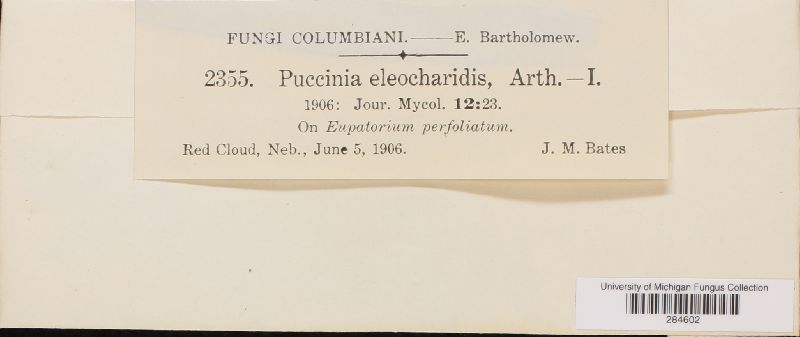 FUNGI COLUMBIANI.——E. Bartholomew.
2355. Puccinia eleocharidis, Arth.—I.
1906: Jour. Mycol. 12:23.
On Eupatorium perfoliatum.
Red Cloud, Neb., June 5, 1906. J. M. Bates
University of Michigan Fungus Collection
284602